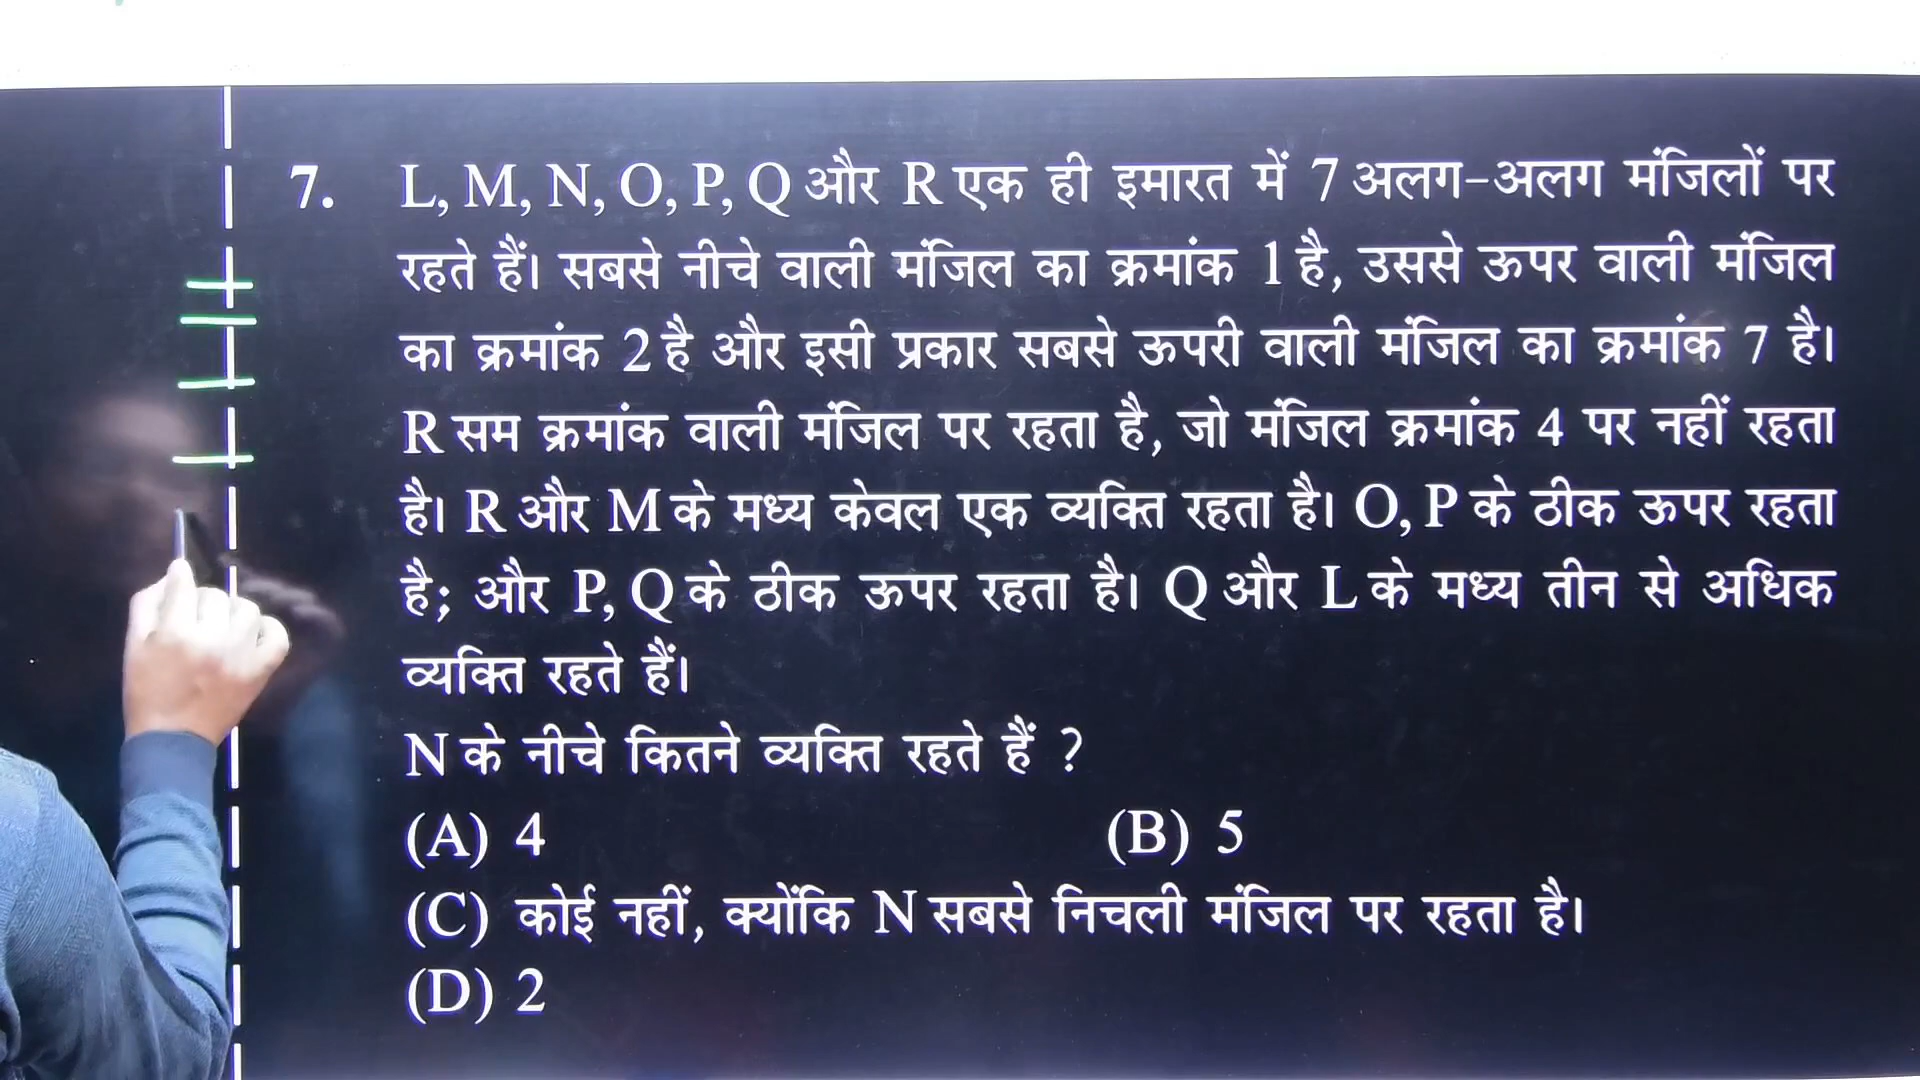 7. L, M, N, O, P, Q और R एक ही इमारत में 7 अलग-अलग मंजिलों पर
रहते हैं। सबसे नीचे वाली मंजिल का क्रमांक 1 है, उससे ऊपर वाली मंजिल
का क्रमांक 2 है और इसी प्रकार सबसे ऊपरी वाली मंजिल का क्रमांक 7 है।
R सम क्रमांक वाली मंजिल पर रहता है, जो मंजिल क्रमांक 4 पर नहीं रहता
है। R और M के मध्य केवल एक व्यक्ति रहता है। O, P के ठीक ऊपर रहता
है; और P, Q के ठीक ऊपर रहता है। Q और L के मध्य तीन से अधिक
व्यक्ति रहते हैं।
N के नीचे कितने व्यक्ति रहते हैं ?
(A) 4 (B) 5
(C) कोई नहीं, क्योंकि N सबसे निचली मंजिल पर रहता है।
(D) 2